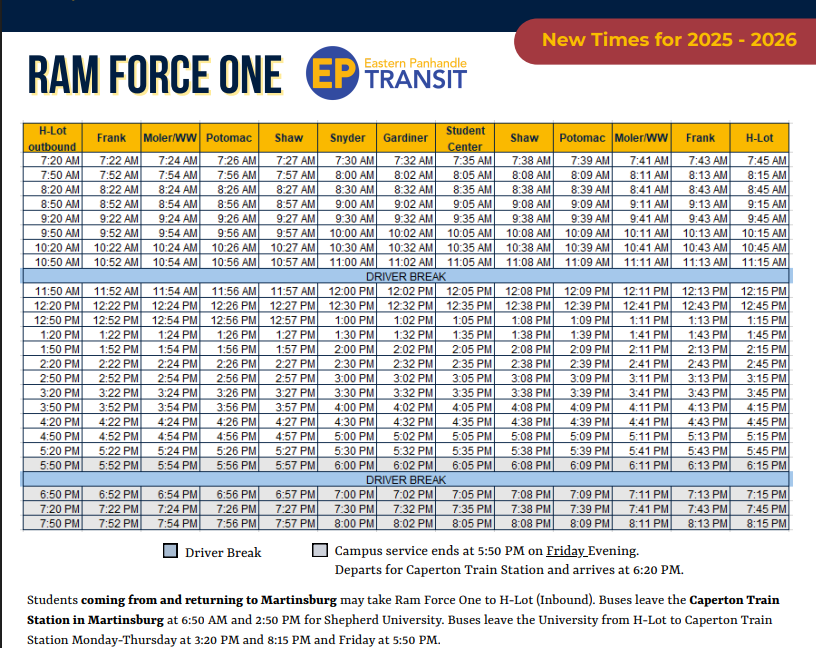 New Times for 2025 - 2026
RAM FORCE ONE
EP
Eastern Panhandle
TRANSIT
H-Lot outbound Frank Moler/WW Potomac Shaw Snyder Gardiner Student Center Shaw Potomac Moler/WW Frank H-Lot
7:20 AM 7:22 AM 7:24 AM 7:26 AM 7:27 AM 7:30 AM 7:32 AM 7:35 AM 7:38 AM 7:39 AM 7:41 AM 7:43 AM 7:45 AM
7:50 AM 7:52 AM 7:54 AM 7:56 AM 7:57 AM 8:00 AM 8:02 AM 8:05 AM 8:08 AM 8:09 AM 8:11 AM 8:13 AM 8:15 AM
8:20 AM 8:22 AM 8:24 AM 8:26 AM 8:27 AM 8:30 AM 8:32 AM 8:35 AM 8:38 AM 8:39 AM 8:41 AM 8:43 AM 8:45 AM
8:50 AM 8:52 AM 8:54 AM 8:56 AM 8:57 AM 9:00 AM 9:02 AM 9:05 AM 9:08 AM 9:09 AM 9:11 AM 9:13 AM 9:15 AM
9:20 AM 9:22 AM 9:24 AM 9:26 AM 9:27 AM 9:30 AM 9:32 AM 9:35 AM 9:38 AM 9:39 AM 9:41 AM 9:43 AM 9:45 AM
9:50 AM 9:52 AM 9:54 AM 9:56 AM 9:57 AM 10:00 AM 10:02 AM 10:05 AM 10:08 AM 10:09 AM 10:11 AM 10:13 AM 10:15 AM
10:20 AM 10:22 AM 10:24 AM 10:26 AM 10:27 AM 10:30 AM 10:32 AM 10:35 AM 10:38 AM 10:39 AM 10:41 AM 10:43 AM 10:45 AM
10:50 AM 10:52 AM 10:54 AM 10:56 AM 10:57 AM 11:00 AM 11:02 AM 11:05 AM 11:08 AM 11:09 AM 11:11 AM 11:13 AM 11:15 AM
DRIVER BREAK
11:50 AM 11:52 AM 11:54 AM 11:56 AM 11:57 AM 12:00 PM 12:02 PM 12:05 PM 12:08 PM 12:09 PM 12:11 PM 12:13 PM 12:15 PM
12:20 PM 12:22 PM 12:24 PM 12:26 PM 12:27 PM 12:30 PM 12:32 PM 12:35 PM 12:38 PM 12:39 PM 12:41 PM 12:43 PM 12:45 PM
12:50 PM 12:52 PM 12:54 PM 12:56 PM 12:57 PM 1:00 PM 1:02 PM 1:05 PM 1:08 PM 1:09 PM 1:11 PM 1:13 PM 1:15 PM
1:20 PM 1:22 PM 1:24 PM 1:26 PM 1:27 PM 1:30 PM 1:32 PM 1:35 PM 1:38 PM 1:39 PM 1:41 PM 1:43 PM 1:45 PM
1:50 PM 1:52 PM 1:54 PM 1:56 PM 1:57 PM 2:00 PM 2:02 PM 2:05 PM 2:08 PM 2:09 PM 2:11 PM 2:13 PM 2:15 PM
2:20 PM 2:22 PM 2:24 PM 2:26 PM 2:27 PM 2:30 PM 2:32 PM 2:35 PM 2:38 PM 2:39 PM 2:41 PM 2:43 PM 2:45 PM
2:50 PM 2:52 PM 2:54 PM 2:56 PM 2:57 PM 3:00 PM 3:02 PM 3:05 PM 3:08 PM 3:09 PM 3:11 PM 3:13 PM 3:15 PM
3:20 PM 3:22 PM 3:24 PM 3:26 PM 3:27 PM 3:30 PM 3:32 PM 3:35 PM 3:38 PM 3:39 PM 3:41 PM 3:43 PM 3:45 PM
3:50 PM 3:52 PM 3:54 PM 3:56 PM 3:57 PM 4:00 PM 4:02 PM 4:05 PM 4:08 PM 4:09 PM 4:11 PM 4:13 PM 4:15 PM
4:20 PM 4:22 PM 4:24 PM 4:26 PM 4:27 PM 4:30 PM 4:32 PM 4:35 PM 4:38 PM 4:39 PM 4:41 PM 4:43 PM 4:45 PM
4:50 PM 4:52 PM 4:54 PM 4:56 PM 4:57 PM 5:00 PM 5:02 PM 5:05 PM 5:08 PM 5:09 PM 5:11 PM 5:13 PM 5:15 PM
5:20 PM 5:22 PM 5:24 PM 5:26 PM 5:27 PM 5:30 PM 5:32 PM 5:35 PM 5:38 PM 5:39 PM 5:41 PM 5:43 PM 5:45 PM
5:50 PM 5:52 PM 5:54 PM 5:56 PM 5:57 PM 6:00 PM 6:02 PM 6:05 PM 6:08 PM 6:09 PM 6:11 PM 6:13 PM 6:15 PM
DRIVER BREAK
6:50 PM 6:52 PM 6:54 PM 6:56 PM 6:57 PM 7:00 PM 7:02 PM 7:05 PM 7:08 PM 7:09 PM 7:11 PM 7:13 PM 7:15 PM
7:20 PM 7:22 PM 7:24 PM 7:26 PM 7:27 PM 7:30 PM 7:32 PM 7:35 PM 7:38 PM 7:39 PM 7:41 PM 7:43 PM 7:45 PM
7:50 PM 7:52 PM 7:54 PM 7:56 PM 7:57 PM 8:00 PM 8:02 PM 8:05 PM 8:08 PM 8:09 PM 8:11 PM 8:13 PM 8:15 PM
Driver Break
Campus service ends at 5:50 PM on Friday Evening.
Departs for Caperton Train Station and arrives at 6:20 PM.
Students coming from and returning to Martinsburg may take Ram Force One to H-Lot (Inbound). Buses leave the Caperton Train
Station in Martinsburg at 6:50 AM and 2:50 PM for Shepherd University. Buses leave the University from H-Lot to Caperton Train
Station Monday-Thursday at 3:20 PM and 8:15 PM and Friday at 5:50 PM.